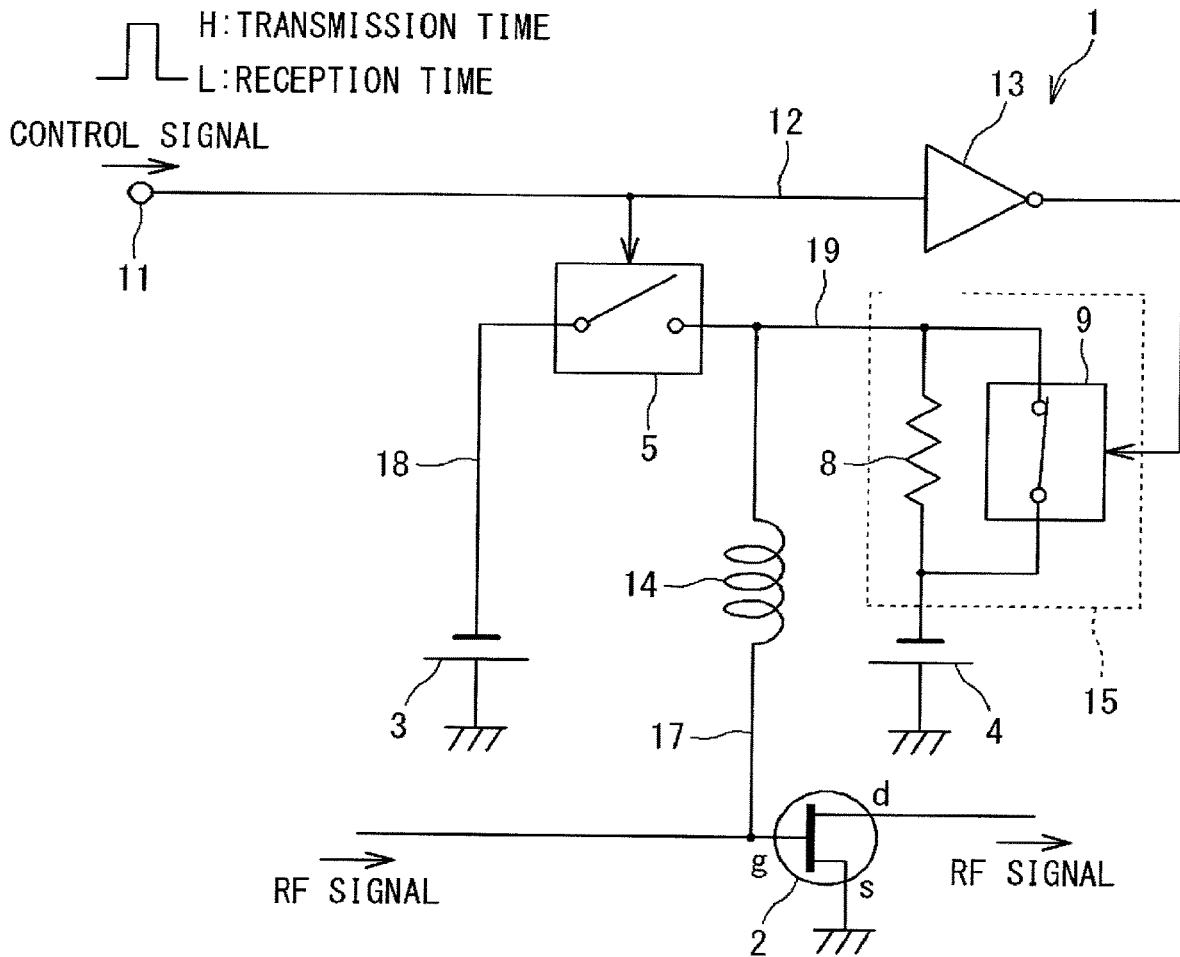 H:TRANSMISSION TIME
L:RECEPTION TIME
CONTROL SIGNAL
1
13
12
11
19
9
5
18
8
14
3
17
4
15
d
g
s
RF SIGNAL
RF SIGNAL
2